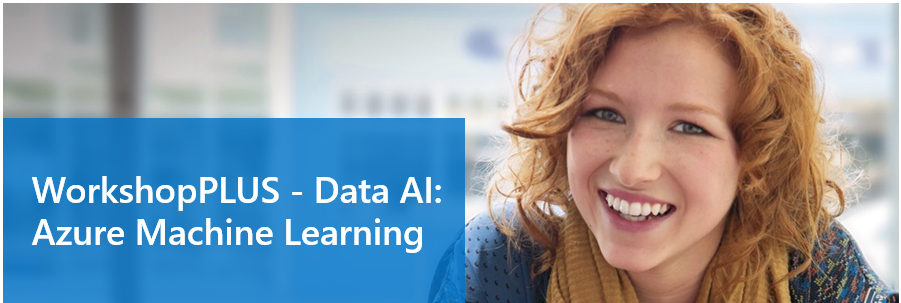 WorkshopPLUS - Data AI:
Azure Machine Learning